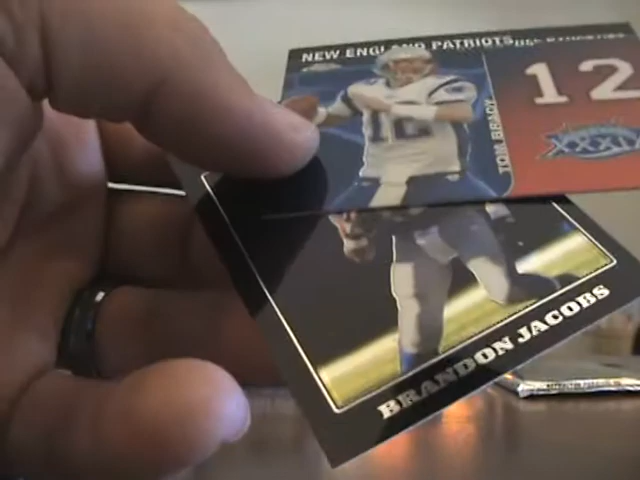 NEW ENGLAND PATRIOTS
12
TOM BRADY
XXXIX
BRANDON JACOBS